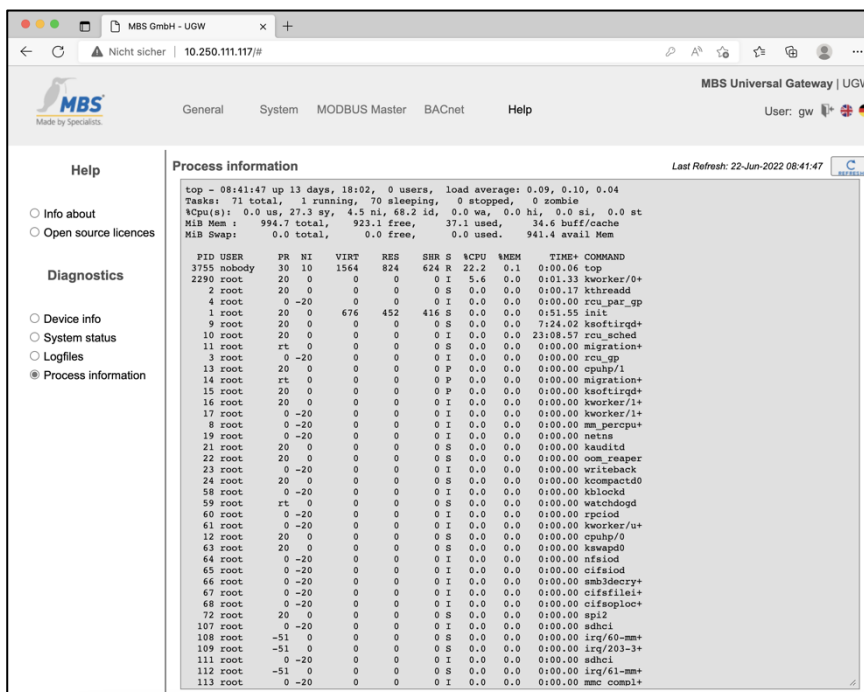 MBS GmbH - UGW
Nicht sicher 10.250.111.117/#
MBS
Made by Specialists.
General System MODBUS Master BACnet Help
MBS Universal Gateway | UGW
User: gw
Help
Info about
Open source licences
Diagnostics
Device info
System status
Logfiles
Process information
Process information
Last Refresh: 22-Jun-2022 08:41:47
REFRESH
top - 08:41:47 up 13 days, 18:02, 0 users, load average: 0.09, 0.10, 0.04
Tasks: 71 total, 1 running, 70 sleeping, 0 stopped, 0 zombie
%Cpu(s): 0.0 us, 27.3 sy, 4.5 ni, 68.2 id, 0.0 wa, 0.0 hi, 0.0 si, 0.0 st
MiB Mem : 994.7 total, 923.1 free, 37.1 used, 34.6 buff/cache
MiB Swap: 0.0 total, 0.0 free, 0.0 used. 941.4 avail Mem
PID USER PR NI VIRT RES SHR S %CPU %MEM TIME+ COMMAND
3755 nobody 30 10 1564 824 624 R 22.2 0.1 0:00.06 top
2290 root 20 0 0 0 0 I 5.6 0.0 0:01.33 kworker/0+
2 root 20 0 0 0 0 S 0.0 0.0 0:00.17 kthreadd
4 root 0 -20 0 0 0 I 0.0 0.0 0:00.00 rcu_par_gp
1 root 20 0 676 452 416 S 0.0 0.0 0:51.55 init
9 root 20 0 0 0 0 S 0.0 0.0 7:24.02 ksoftirqd+
10 root 20 0 0 0 0 I 0.0 0.0 23:08.57 rcu_sched
11 root rt 0 0 0 0 S 0.0 0.0 0:00.00 migration+
3 root 0 -20 0 0 0 I 0.0 0.0 0:00.00 rcu_gp
13 root 20 0 0 0 0 P 0.0 0.0 0:00.00 cpuhp/1
14 root rt 0 0 0 0 P 0.0 0.0 0:00.00 migration+
15 root 20 0 0 0 0 P 0.0 0.0 0:00.00 ksoftirqd+
16 root 20 0 0 0 0 I 0.0 0.0 0:00.00 kworker/1+
17 root 0 -20 0 0 0 I 0.0 0.0 0:00.00 kworker/1+
8 root 0 -20 0 0 0 I 0.0 0.0 0:00.00 mm_percpu+
19 root 0 -20 0 0 0 I 0.0 0.0 0:00.00 netns
21 root 20 0 0 0 0 S 0.0 0.0 0:00.00 kauditd
22 root 20 0 0 0 0 S 0.0 0.0 0:00.00 oom_reaper
23 root 0 -20 0 0 0 I 0.0 0.0 0:00.00 writeback
24 root 20 0 0 0 0 S 0.0 0.0 0:00.00 kcompactd0
58 root 0 -20 0 0 0 I 0.0 0.0 0:00.00 kblockd
59 root rt 0 0 0 0 S 0.0 0.0 0:00.00 watchdogd
60 root 0 -20 0 0 0 I 0.0 0.0 0:00.00 rpciod
61 root 0 -20 0 0 0 I 0.0 0.0 0:00.00 kworker/u+
12 root 20 0 0 0 0 S 0.0 0.0 0:00.00 cpuhp/0
63 root 20 0 0 0 0 S 0.0 0.0 0:00.00 kswapd0
64 root 0 -20 0 0 0 I 0.0 0.0 0:00.00 nfsiod
65 root 0 -20 0 0 0 I 0.0 0.0 0:00.00 cifsiod
66 root 0 -20 0 0 0 I 0.0 0.0 0:00.00 smb3decry+
67 root 0 -20 0 0 0 I 0.0 0.0 0:00.00 cifsfilei+
68 root 0 -20 0 0 0 I 0.0 0.0 0:00.00 cifsoploc+
72 root 20 0 0 0 0 S 0.0 0.0 0:00.00 spi2
107 root 0 -20 0 0 0 I 0.0 0.0 0:00.00 sdhci
108 root -51 0 0 0 0 S 0.0 0.0 0:00.00 irq/60-mm+
109 root -51 0 0 0 0 S 0.0 0.0 0:00.00 irq/203-3+
111 root 0 -20 0 0 0 I 0.0 0.0 0:00.00 sdhci
112 root -51 0 0 0 0 S 0.0 0.0 0:00.00 irq/61-mm+
113 root 0 -20 0 0 0 I 0.0 0.0 0:00.00 mmc_compl+